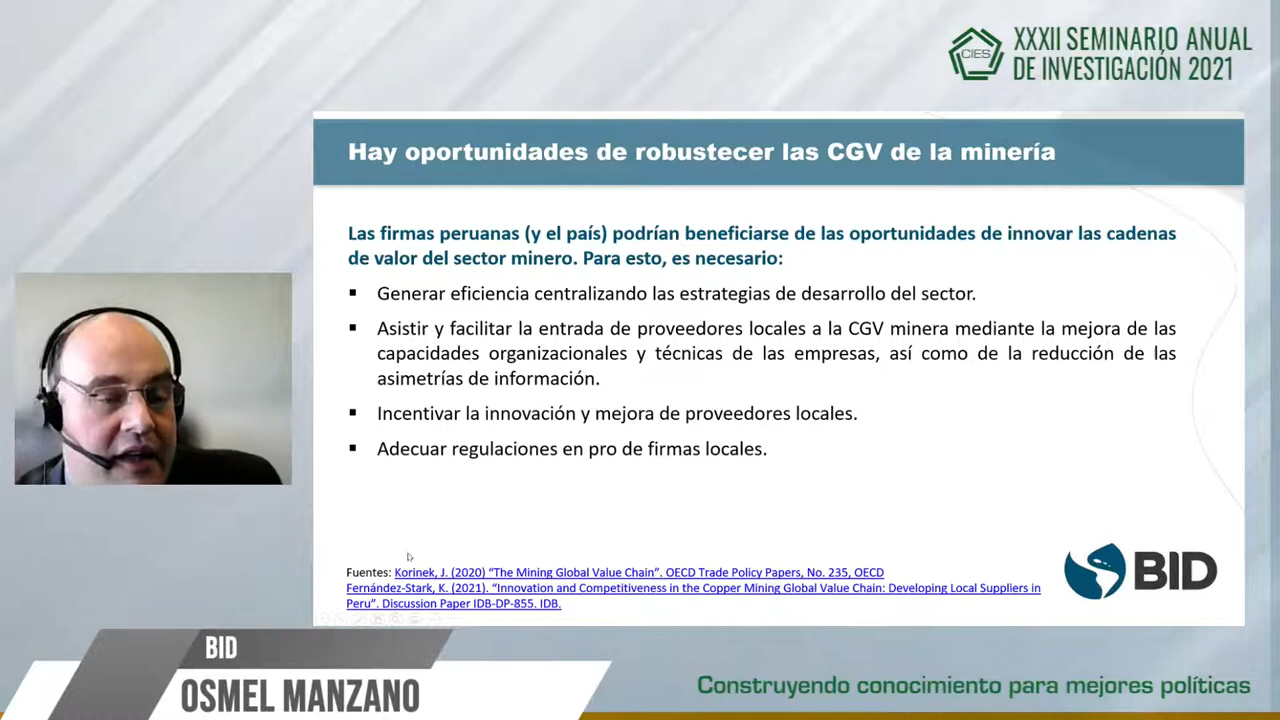 CIES
XXXII SEMINARIO ANUAL
DE INVESTIGACIÓN 2021
Hay oportunidades de robustecer las CGV de la minería
Las firmas peruanas (y el país) podrían beneficiarse de las oportunidades de innovar las cadenas
de valor del sector minero. Para esto, es necesario:
▪ Generar eficiencia centralizando las estrategias de desarrollo del sector.
▪ Asistir y facilitar la entrada de proveedores locales a la CGV minera mediante la mejora de las
capacidades organizacionales y técnicas de las empresas, así como de la reducción de las
asimetrías de información.
▪ Incentivar la innovación y mejora de proveedores locales.
▪ Adecuar regulaciones en pro de firmas locales.
Fuentes: Korinek, J. (2020) “The Mining Global Value Chain”. OECD Trade Policy Papers, No. 235, OECD
Fernández-Stark, K. (2021). “Innovation and Competitiveness in the Copper Mining Global Value Chain: Developing Local Suppliers in
Peru”. Discussion Paper IDB-DP-855. IDB.
BID
BID
OSMEL MANZANO
Construyendo conocimiento para mejores políticas